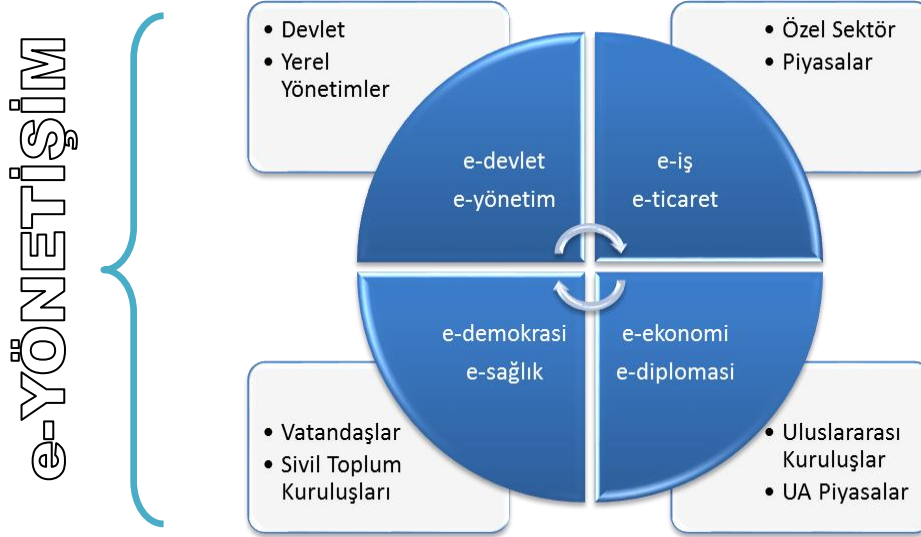 e-YÖNETİŞİM
• Devlet
• Yerel
Yönetimler
• Özel Sektör
• Piyasalar
e-devlet
e-yönetim
e-iş
e-ticaret
e-demokrasi
e-sağlık
e-ekonomi
e-diplomasi
• Vatandaşlar
• Sivil Toplum
Kuruluşları
• Uluslararası
Kuruluşlar
• UA Piyasalar